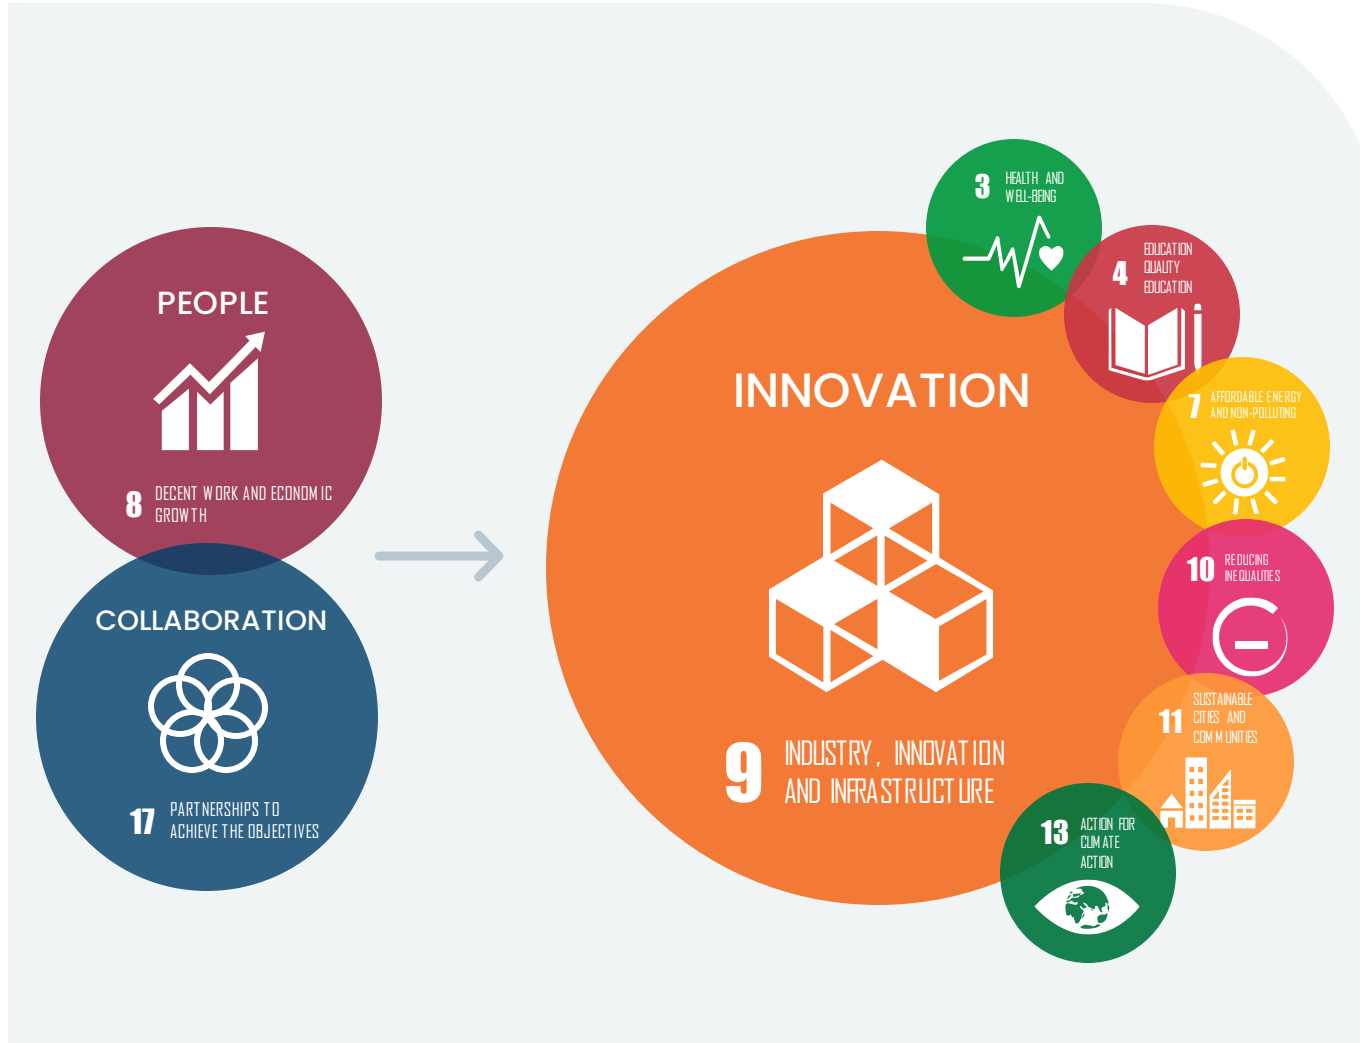 PEOPLE
8
DECENT WORK AND ECONOMIC
GROWTH
COLLABORATION
17
PARTNERSHIPS TO
ACHIEVE THE OBJECTIVES
INNOVATION
9
INDUSTRY, INNOVATION
AND INFRASTRUCTURE
3
HEALTH AND
WELL-BEING
4
EDUCATION
QUALITY
EDUCATION
7
AFFORDABLE ENERGY
AND NON-POLLUTING
10
REDUCING
INEQUALITIES
11
SUSTAINABLE
CITIES AND
COMMUNITIES
13
ACTION FOR
CLIMATE
ACTION